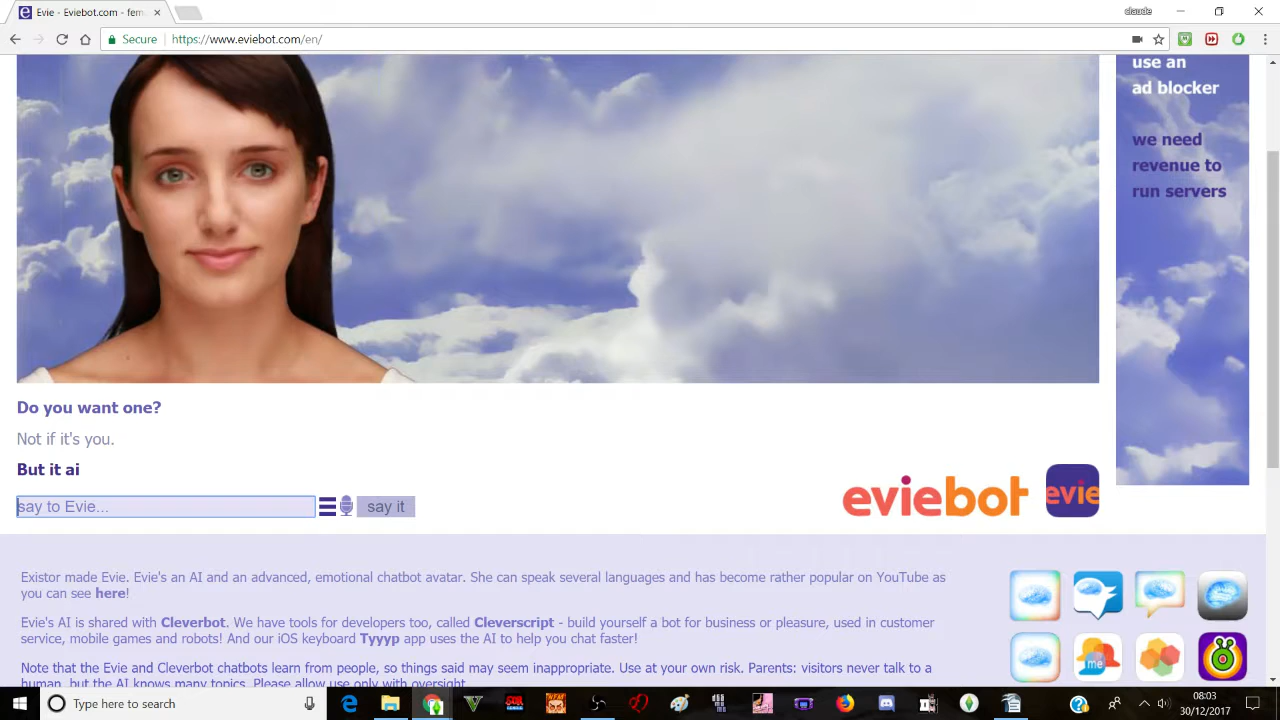 Evie - Eviebot.com - fem
claude
Secure
https://www.eviebot.com/en/
use an
ad blocker
we need
revenue to
run servers
Do you want one?
Not if it's you.
But it ai
say to Evie...
say it
eviebot
evie
Existor made Evie. Evie's an AI and an advanced, emotional chatbot avatar. She can speak several languages and has become rather popular on YouTube as
you can see here!
Evie's AI is shared with Cleverbot. We have tools for developers too, called Cleverscript - build yourself a bot for business or pleasure, used in customer
service, mobile games and robots! And our iOS keyboard Tyyyp app uses the AI to help you chat faster!
Note that the Evie and Cleverbot chatbots learn from people, so things said may seem inappropriate. Use at your own risk. Parents: visitors never talk to a
human, but the AI knows many topics. Please allow use only with oversight.
me
Type here to search
08:03
30/12/2017